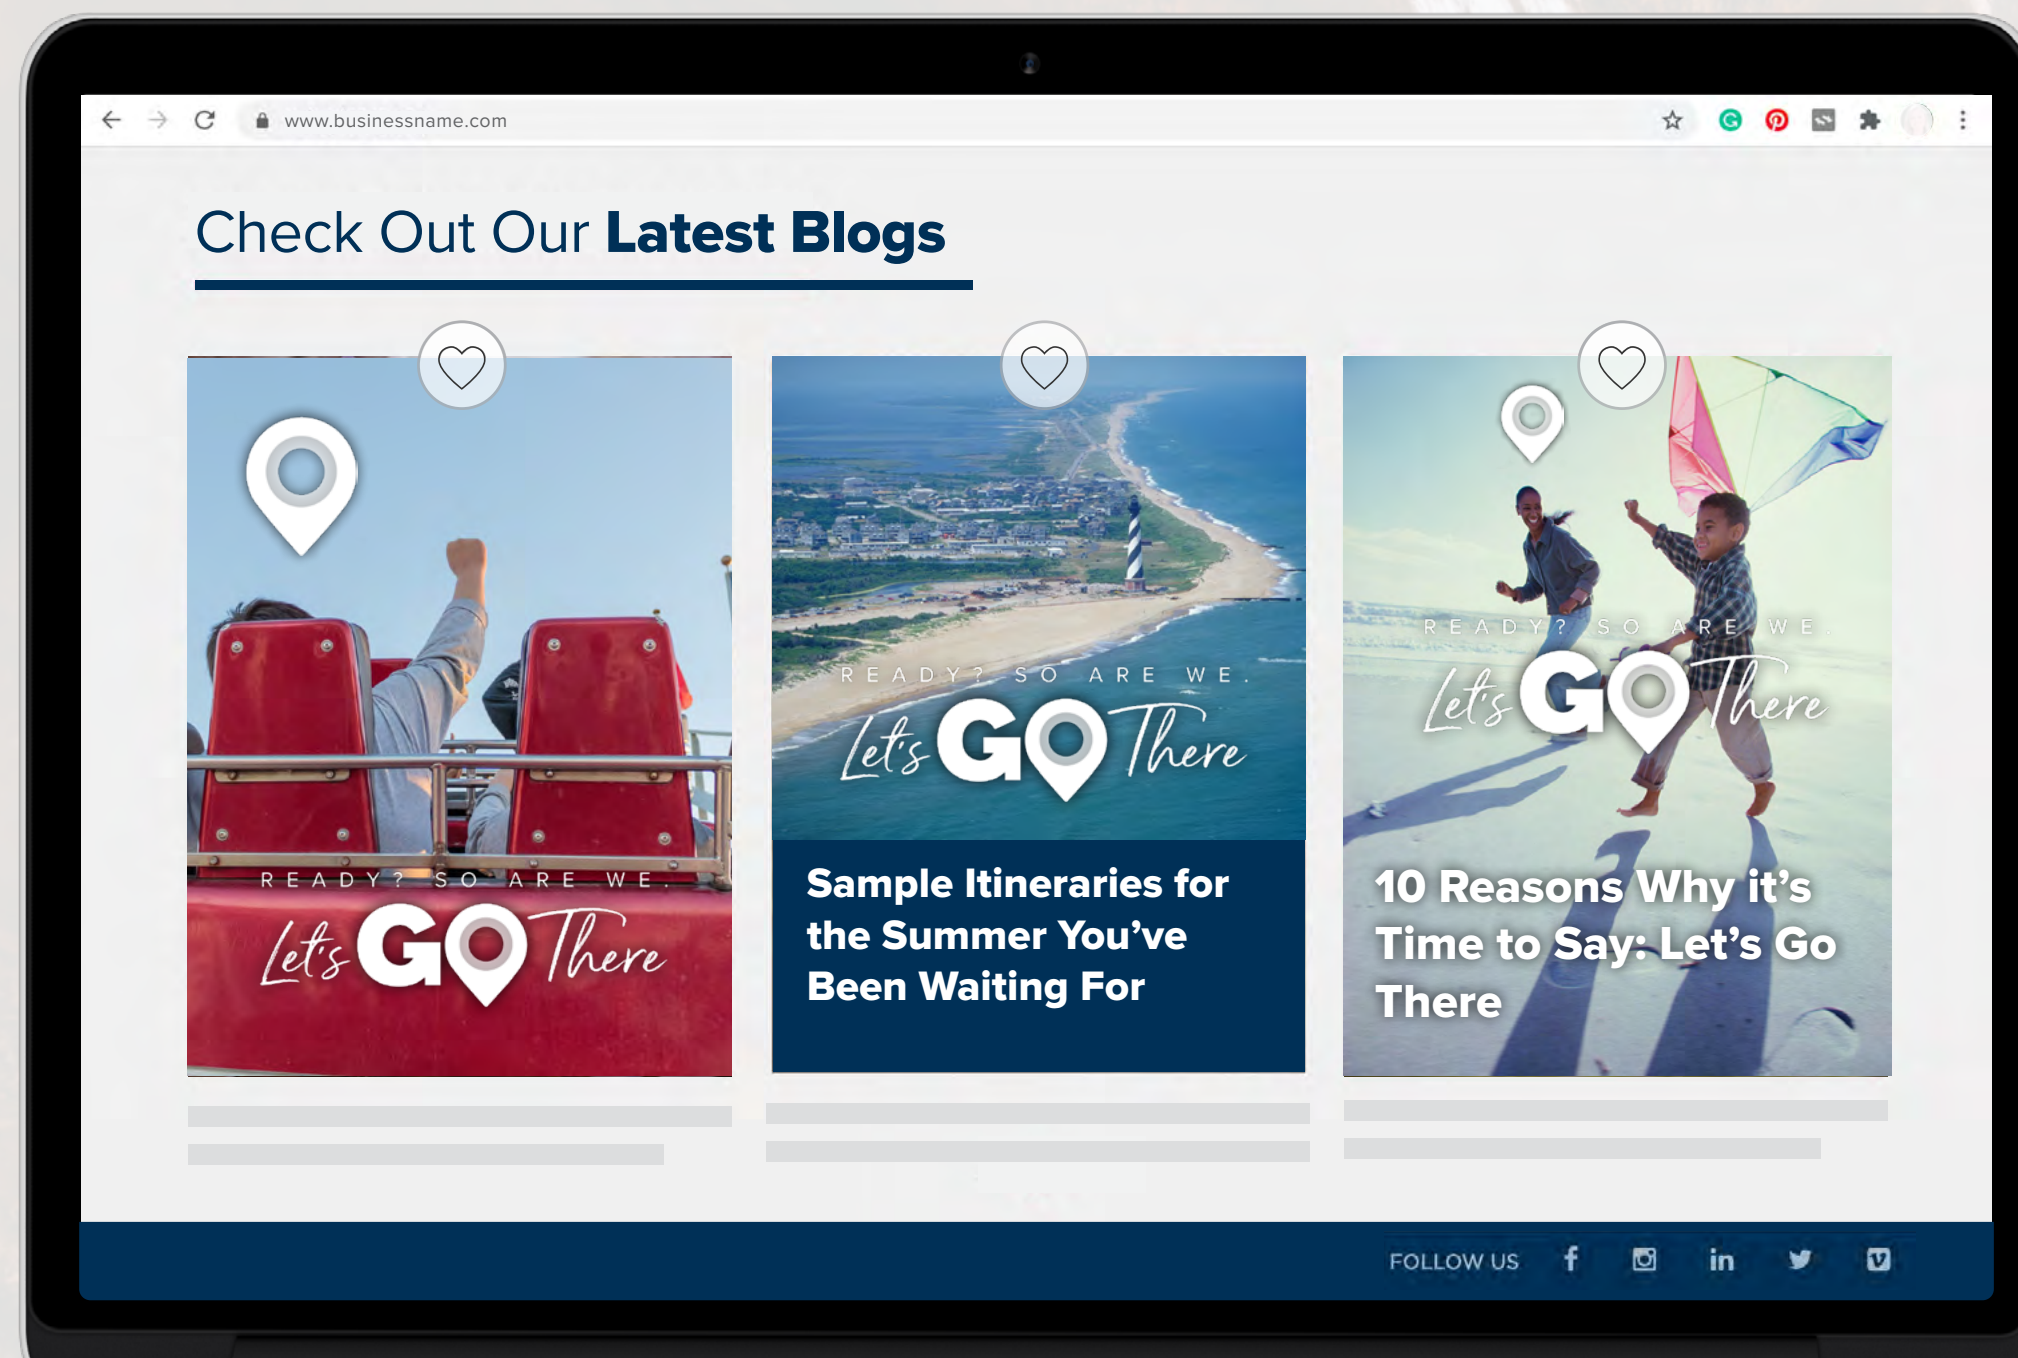 www.businessname.com
Check Out Our Latest Blogs
READY? SO ARE WE.
Let's GO There
READY? SO ARE WE.
Let's GO There
Sample Itineraries for
the Summer You've
Been Waiting For
READY? SO ARE WE.
Let's GO There
10 Reasons Why it's
Time to Say: Let's Go
There
FOLLOW US